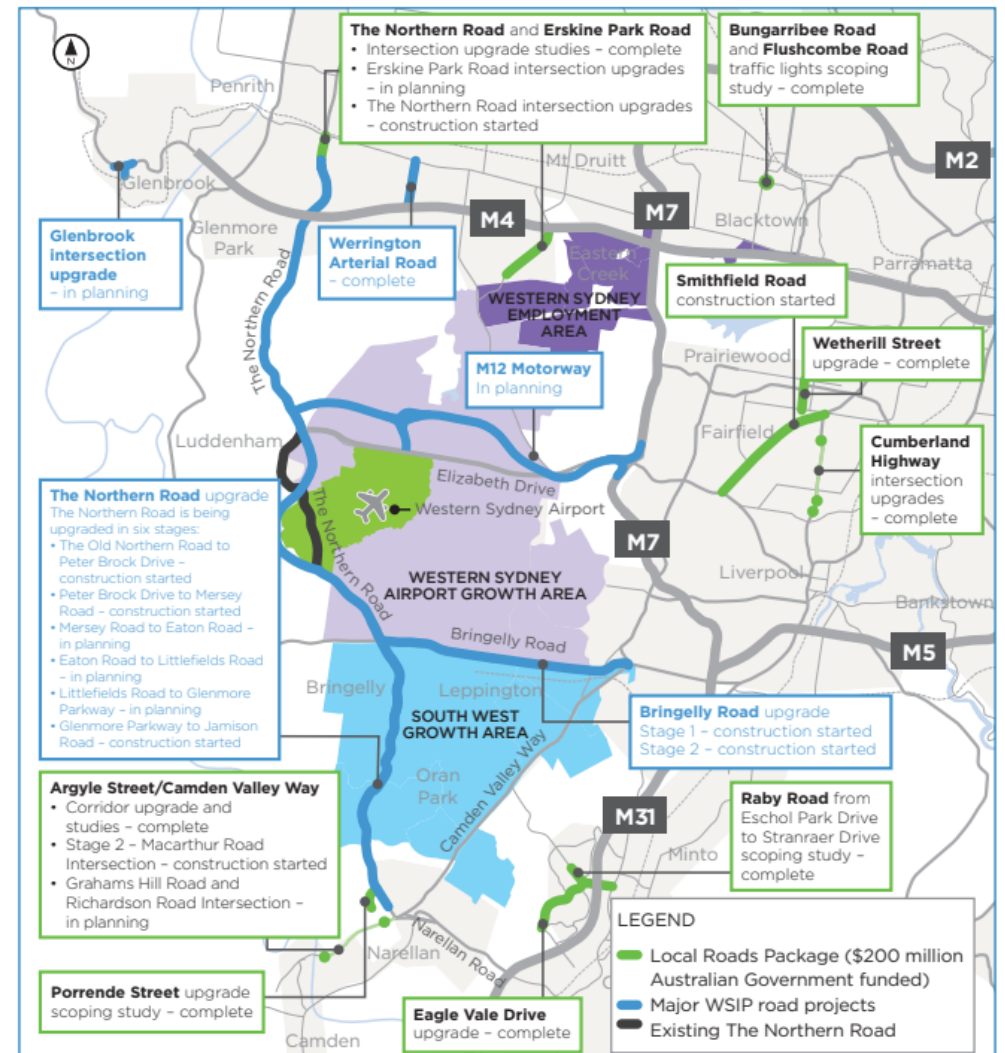 The Northern Road and Erskine Park Road
• Intersection upgrade studies – complete
• Erskine Park Road intersection upgrades
– in planning
• The Northern Road intersection upgrades
– construction started
Bungarribee Road
and Flushcombe Road
traffic lights scoping
study – complete
N
Penrith
Mt Druitt
M2
Glenbrook
Glenmore
Park
M4
M7
Blacktown
Glenbrook
intersection
upgrade
– in planning
Werrington
Arterial Road
– complete
Eastern
Creek
Parramatta
Smithfield Road
construction started
The Northern Road
WESTERN SYDNEY
EMPLOYMENT
AREA
Wetherill Street
upgrade – complete
M12 Motorway
In planning
Prairiewood
Luddenham
Fairfield
Cumberland
Highway
intersection
upgrades
– complete
Elizabeth Drive
The Northern Road
Western Sydney Airport
The Northern Road upgrade
The Northern Road is being
upgraded in six stages:
• The Old Northern Road to
Peter Brock Drive –
construction started
• Peter Brock Drive to Mersey
Road – construction started
• Mersey Road to Eaton Road –
in planning
• Eaton Road to Littlefields Road
– in planning
• Littlefields Road to Glenmore
Parkway – in planning
• Glenmore Parkway to Jamison
Road – construction started
M7
WESTERN SYDNEY
AIRPORT GROWTH AREA
Liverpool
Bankstown
Bringelly Road
M5
Bringelly
Leppington
SOUTH WEST
GROWTH AREA
Bringelly Road upgrade
Stage 1 – construction started
Stage 2 – construction started
Oran
Park
Camden Valley Way
Argyle Street/Camden Valley Way
• Corridor upgrade and
studies – complete
• Stage 2 – Macarthur Road
Intersection – construction started
• Grahams Hill Road and
Richardson Road Intersection –
in planning
M31
Minto
Raby Road from
Eschol Park Drive
to Stranraer Drive
scoping study –
complete
Narellan
Narellan Road
Porrende Street upgrade
scoping study – complete
Eagle Vale Drive
upgrade – complete
Camden
LEGEND
Local Roads Package ($200 million
Australian Government funded)
Major WSIP road projects
Existing The Northern Road